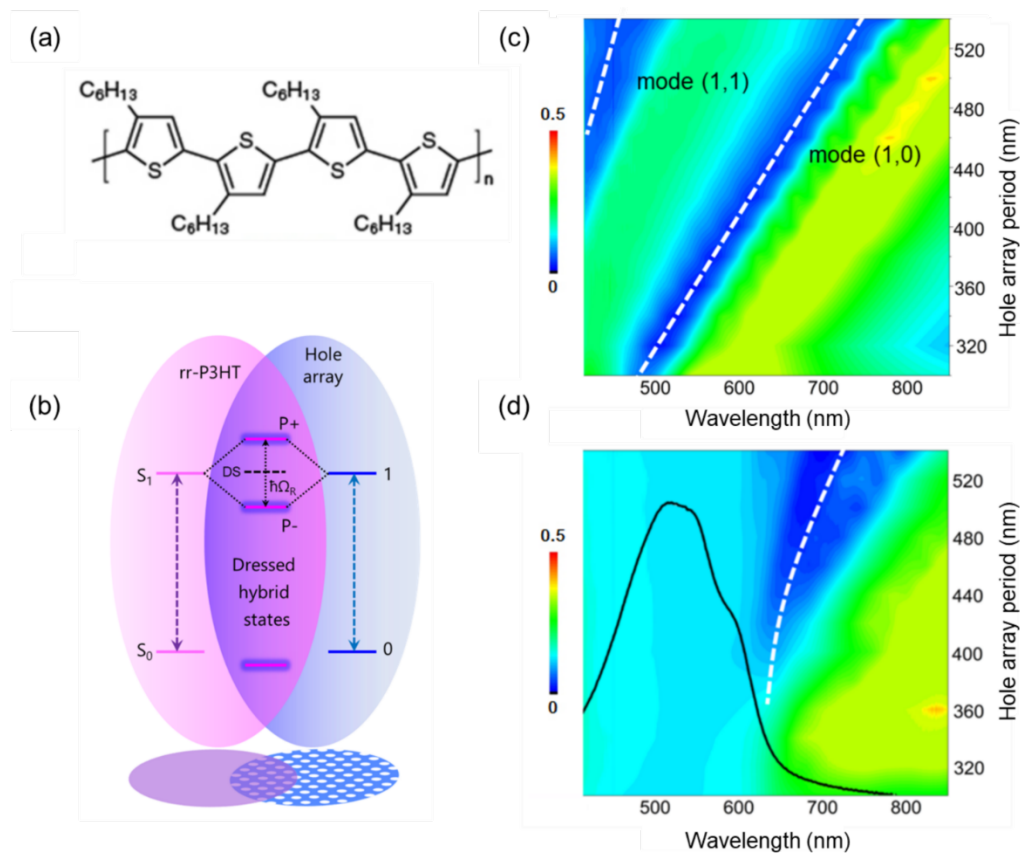 (a)
C6H13
C6H13
S
S
S
S
n
C6H13
C6H13
(b)
rr-P3HT
Hole
array
P+
S1
DS
ħΩR
1
P-
Dressed
hybrid
states
S0
0
(c)
mode (1,1)
mode (1,0)
0.5
0
520
480
440
400
360
320
Hole array period (nm)
500
600
700
800
Wavelength (nm)
(d)
0.5
0
520
480
440
400
360
320
Hole array period (nm)
500
600
700
800
Wavelength (nm)